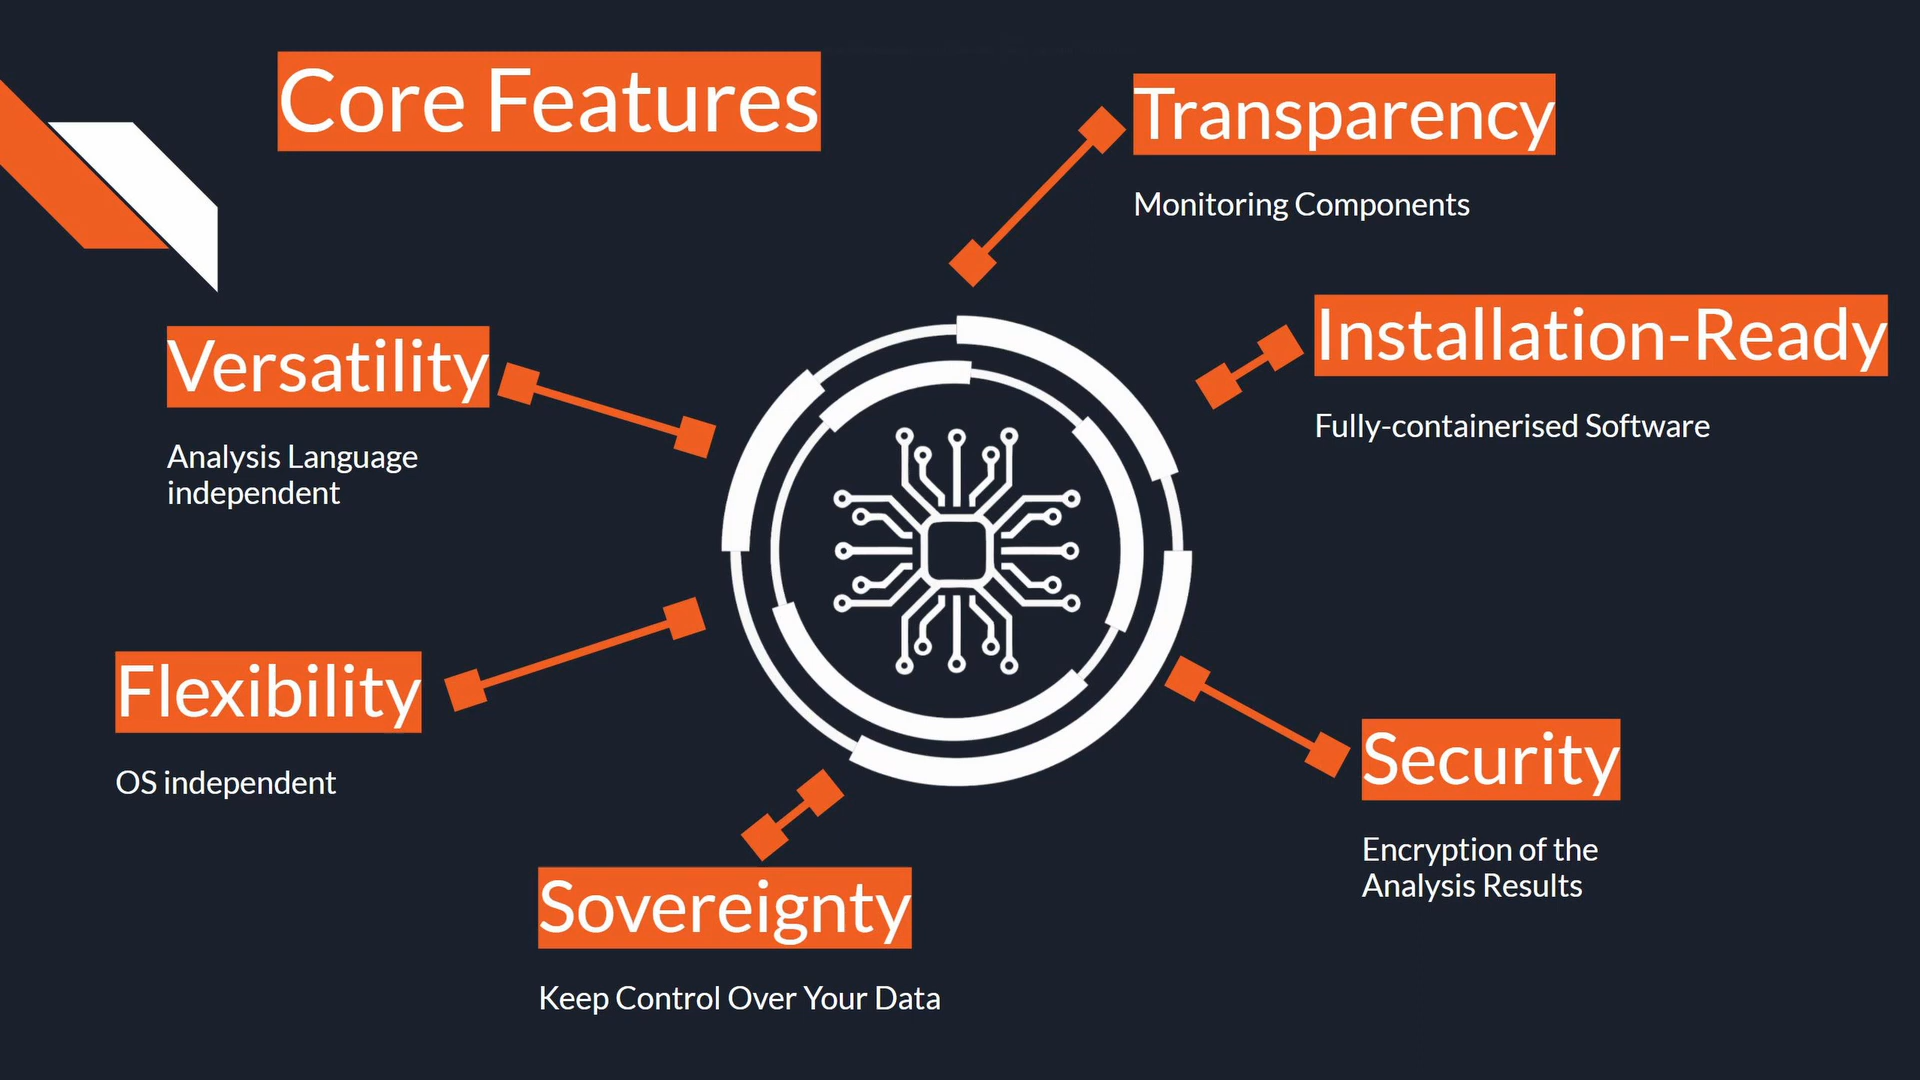 Core Features
Transparency
Monitoring Components
Installation-Ready
Fully-containerised Software
Versatility
Analysis Language
independent
Flexibility
OS independent
Security
Encryption of the
Analysis Results
Sovereignty
Keep Control Over Your Data